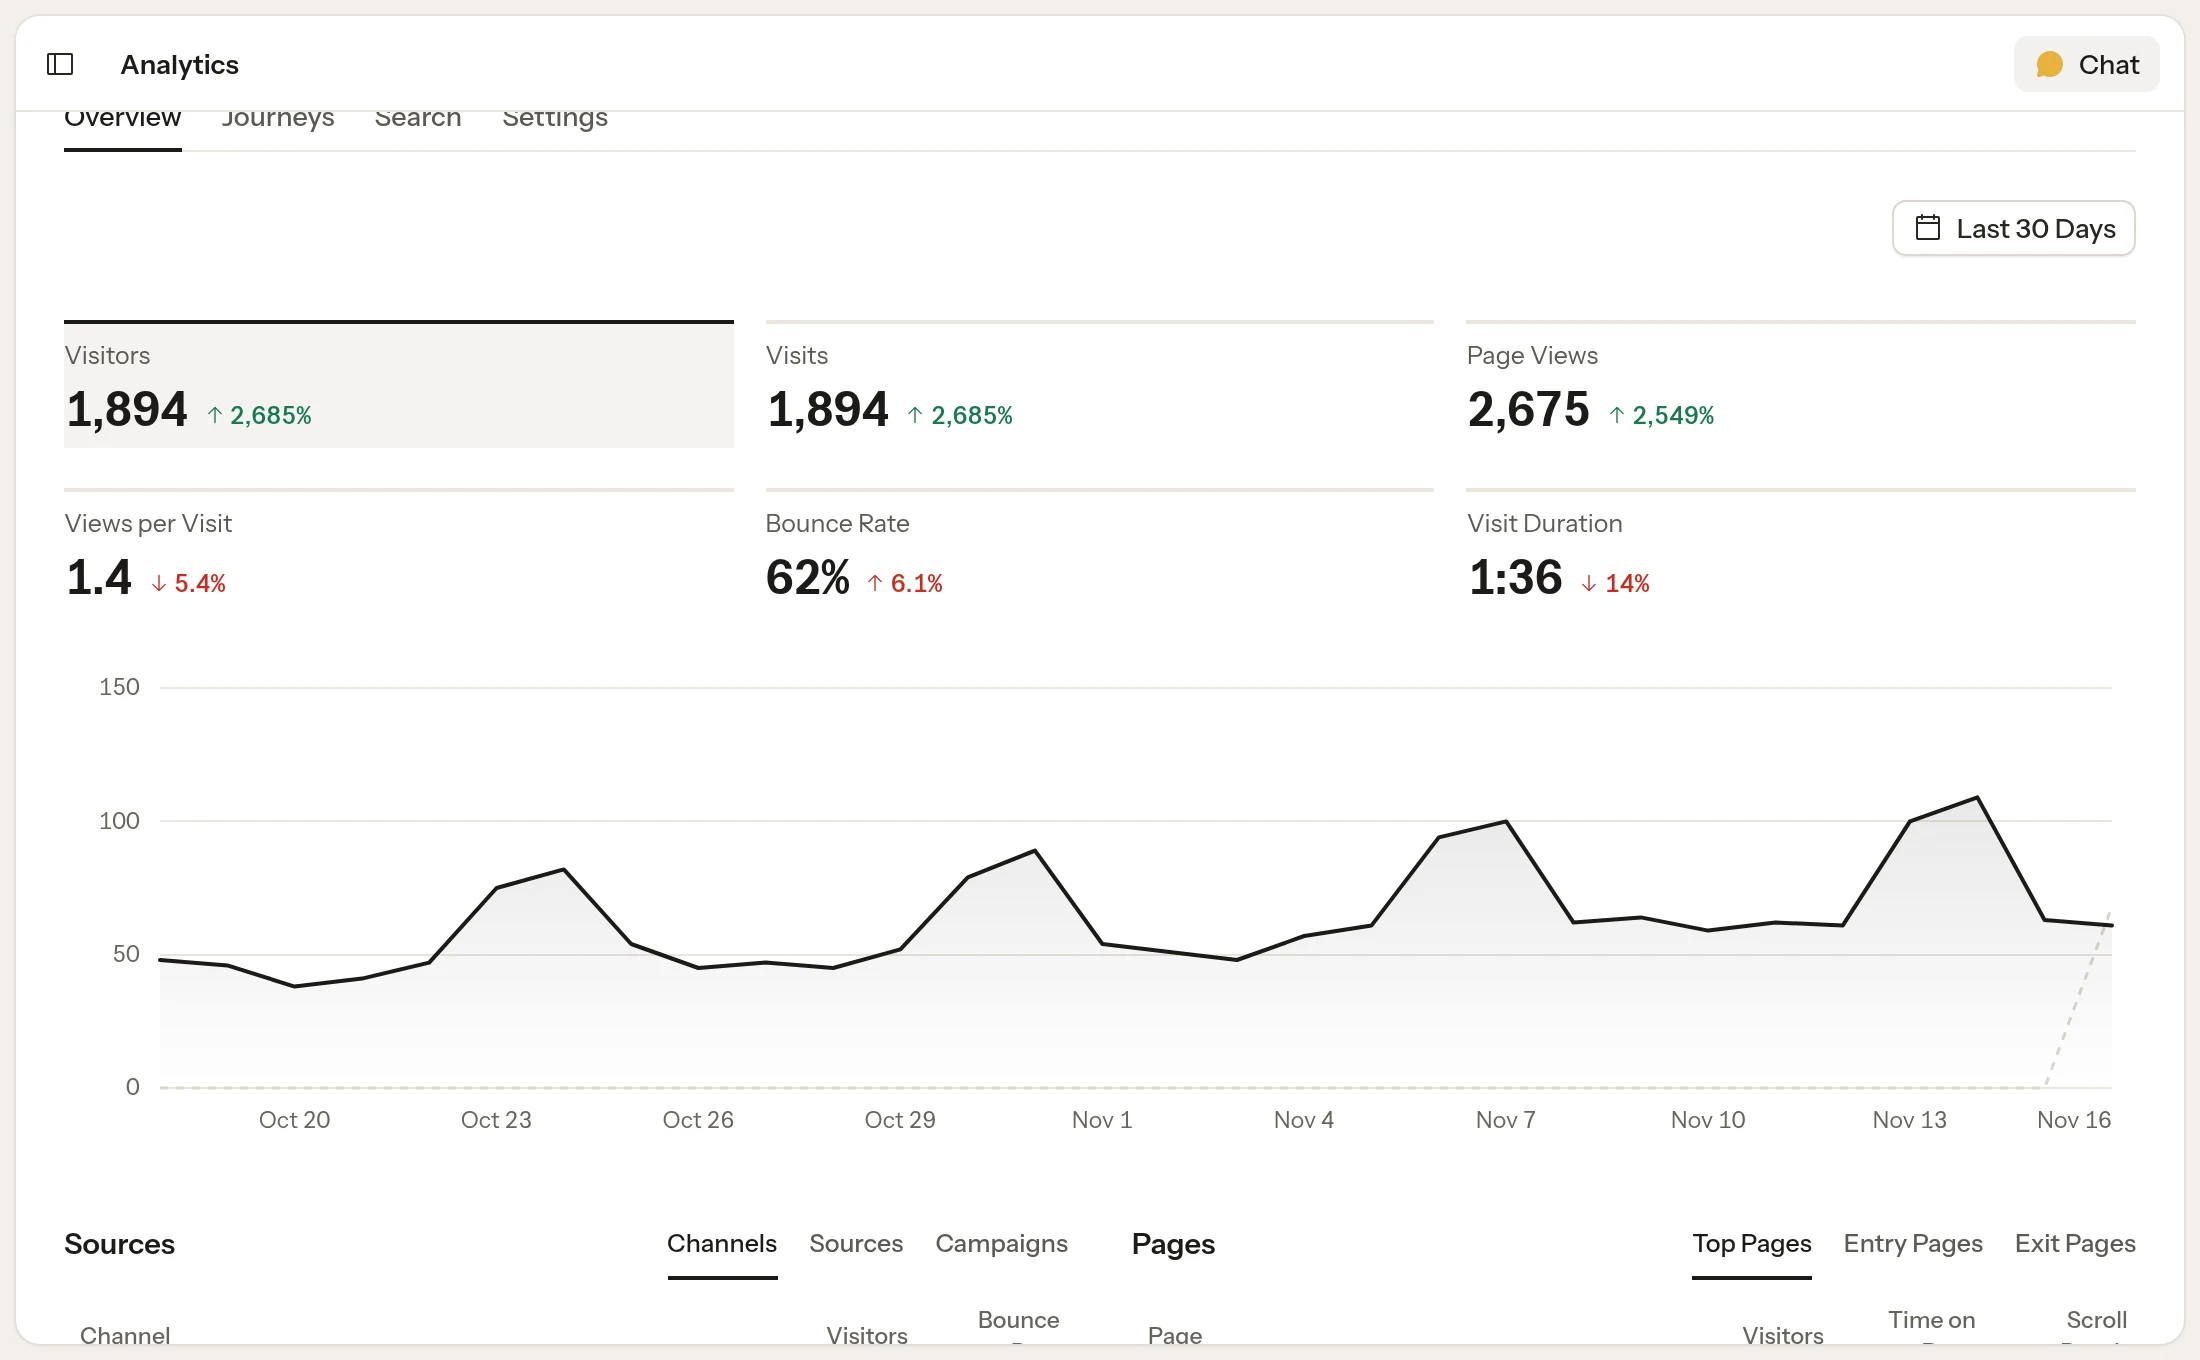 Analytics
Chat
Overview Journeys Search Settings
Last 30 Days
Visitors
1,894 ↑ 2,685%
Visits
1,894 ↑ 2,685%
Page Views
2,675 ↑ 2,549%
Views per Visit
1.4 ↓ 5.4%
Bounce Rate
62% ↑ 6.1%
Visit Duration
1:36 ↓ 14%
150
100
50
0
Oct 20 Oct 23 Oct 26 Oct 29 Nov 1 Nov 4 Nov 7 Nov 10 Nov 13 Nov 16
Sources
Channels Sources Campaigns
Channel Visitors Bounce
Pages
Top Pages Entry Pages Exit Pages
Page Visitors Time on Scroll